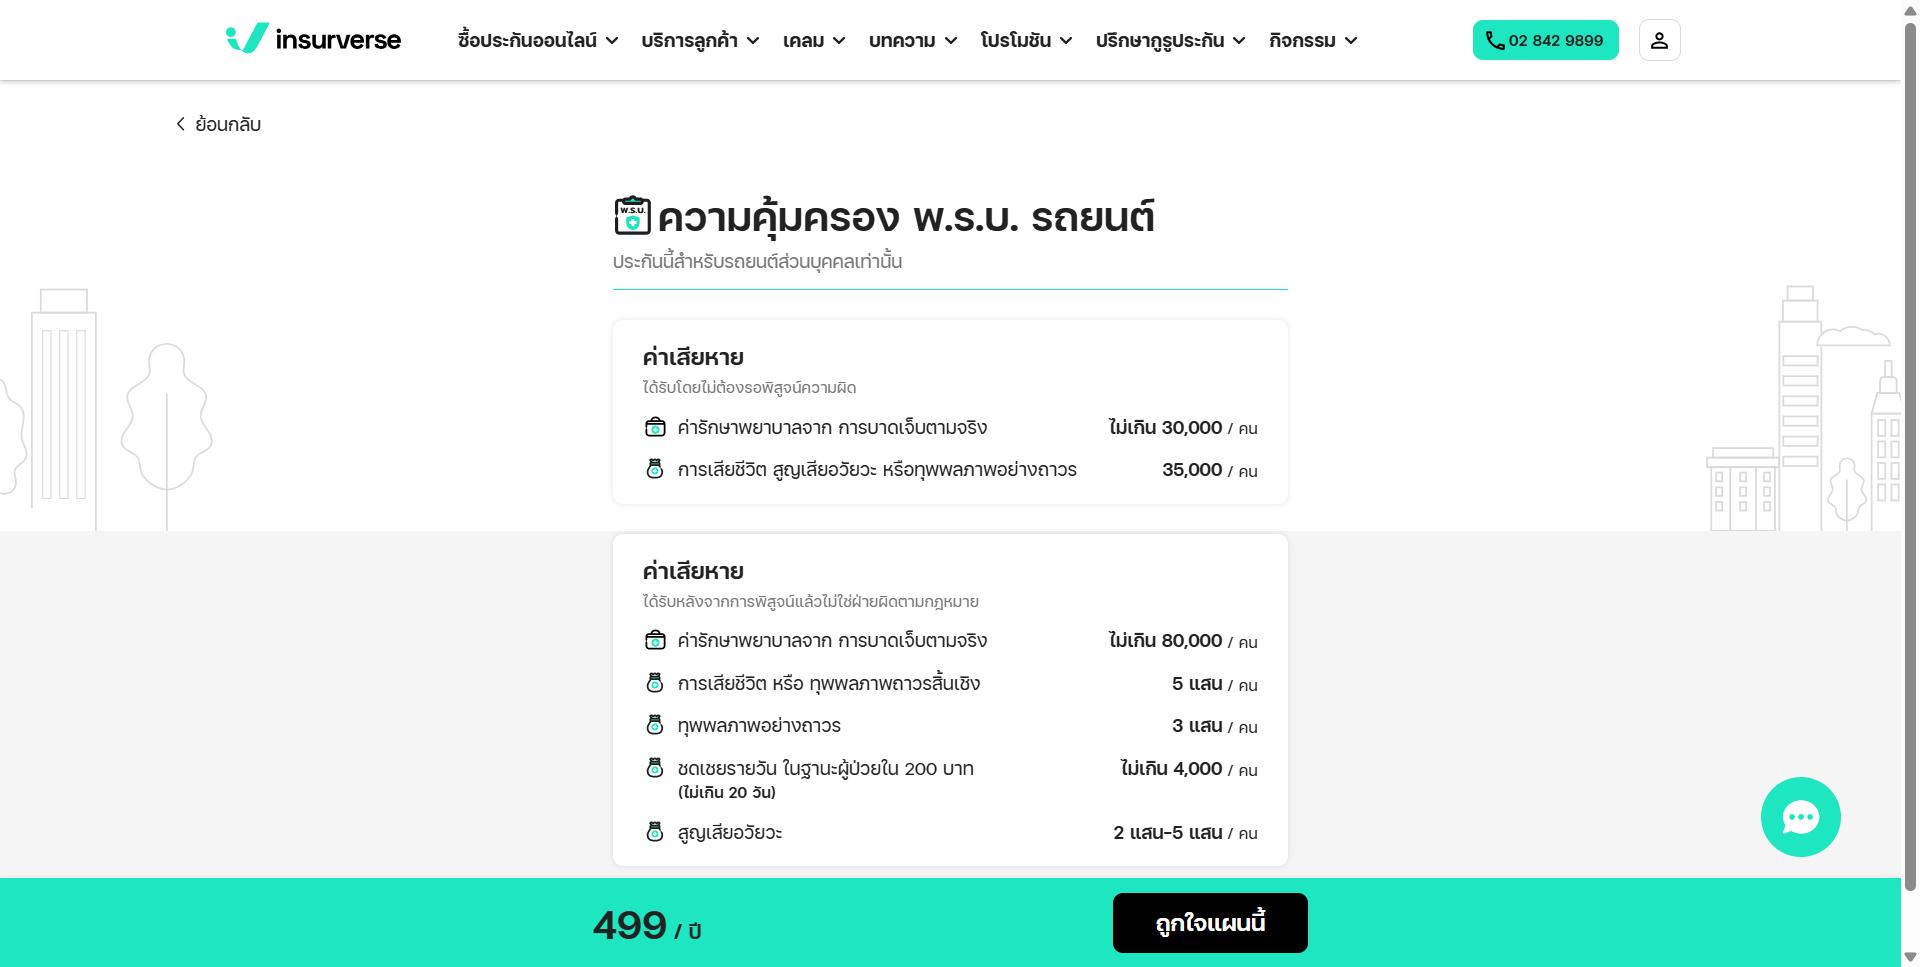 insurverse
ซื้อประกันออนไลน์
บริการลูกค้า
เคลม
บทความ
โปรโมชัน
ปรึกษากูรูประกัน
กิจกรรม
02 842 9899
ย้อนกลับ
พ.ร.บ.
ความคุ้มครอง พ.ร.บ. รถยนต์
ประกันนี้สำหรับรถยนต์ส่วนบุคคลเท่านั้น
ค่าเสียหาย
ได้รับโดยไม่ต้องรอพิสูจน์ความผิด
ค่ารักษาพยาบาลจาก การบาดเจ็บตามจริง ไม่เกิน 30,000 / คน
การเสียชีวิต สูญเสียอวัยวะ หรือทุพพลภาพอย่างถาวร 35,000 / คน
ค่าเสียหาย
ได้รับหลังจากการพิสูจน์แล้วไม่ใช่ฝ่ายผิดตามกฎหมาย
ค่ารักษาพยาบาลจาก การบาดเจ็บตามจริง ไม่เกิน 80,000 / คน
การเสียชีวิต หรือ ทุพพลภาพถาวรสิ้นเชิง 5 แสน / คน
ทุพพลภาพอย่างถาวร 3 แสน / คน
ชดเชยรายวัน ในฐานะผู้ป่วยใน 200 บาท ไม่เกิน 4,000 / คน
(ไม่เกิน 20 วัน)
สูญเสียอวัยวะ 2 แสน-5 แสน / คน
499 / ปี
ถูกใจแผนนี้